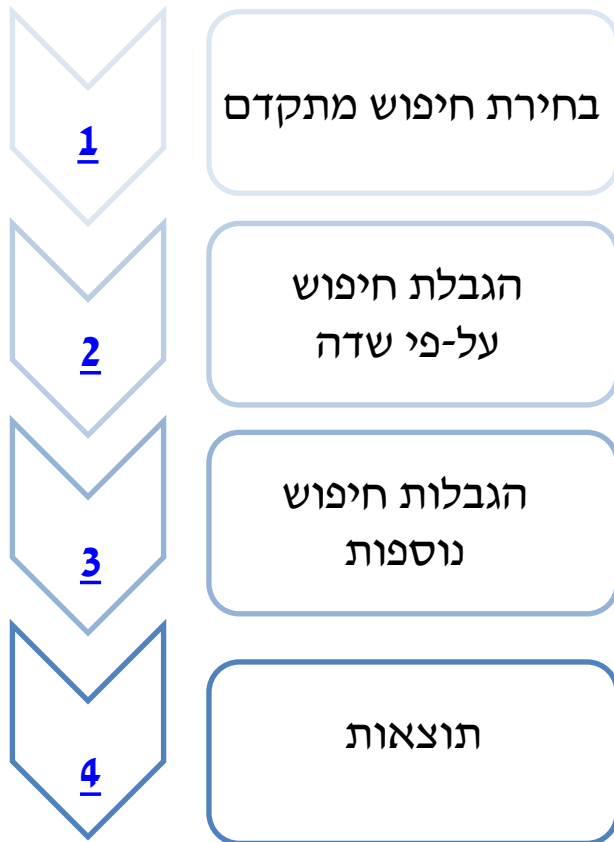 1
בחירת חיפוש מתקדם
2
הגבלת חיפוש
על-פי שדה
3
הגבלות חיפוש
נוספות
4
תוצאות